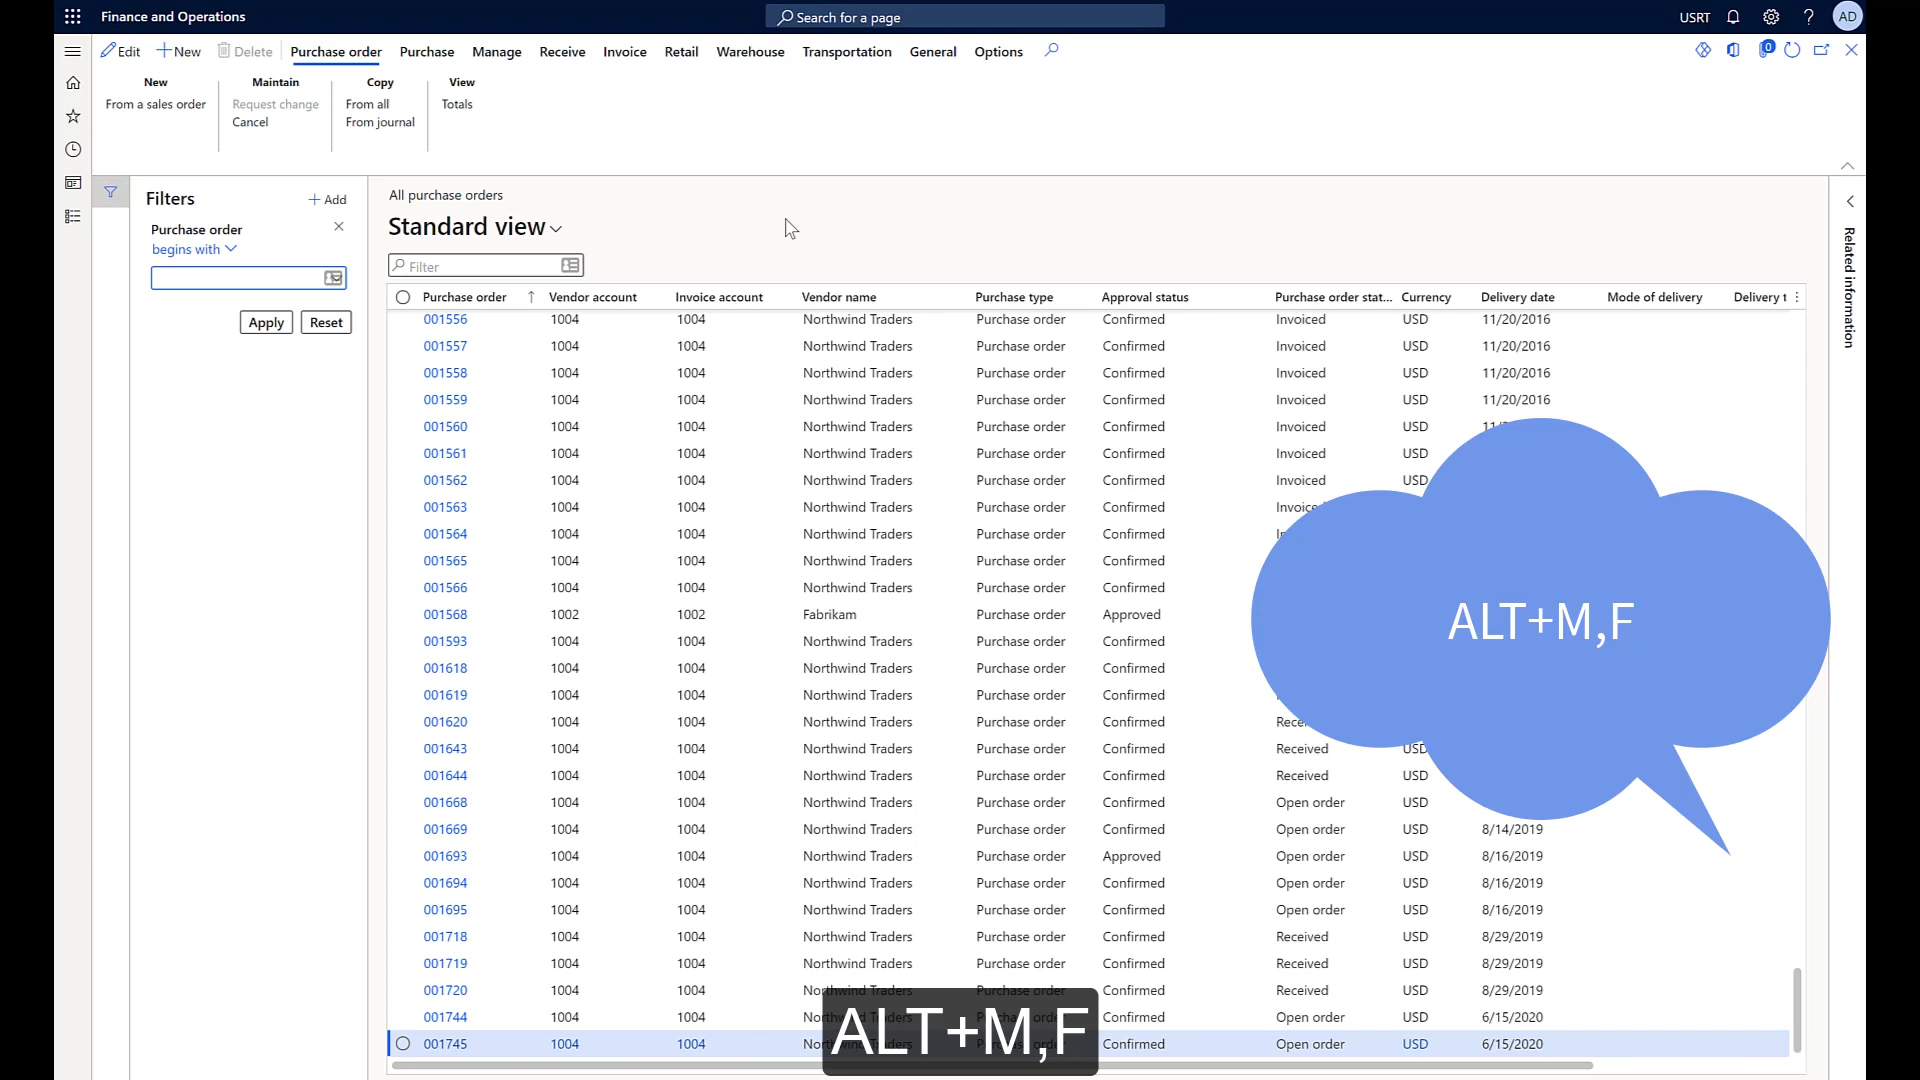 Finance and Operations
Search for a page
USRT
AD
Edit
New
Delete
Purchase order
Purchase
Manage
Receive
Invoice
Retail
Warehouse
Transportation
General
Options
0
New
Maintain
Copy
View
From a sales order
Request change
From all
Totals
Cancel
From journal
Filters
Add
Purchase order
begins with
Apply
Reset
All purchase orders
Standard view
Filter
Related information
Purchase order Vendor account Invoice account Vendor name Purchase type Approval status Purchase order stat... Currency Delivery date Mode of delivery Delivery t
001556 1004 1004 Northwind Traders Purchase order Confirmed Invoiced USD 11/20/2016
001557 1004 1004 Northwind Traders Purchase order Confirmed Invoiced USD 11/20/2016
001558 1004 1004 Northwind Traders Purchase order Confirmed Invoiced USD 11/20/2016
001559 1004 1004 Northwind Traders Purchase order Confirmed Invoiced USD 11/20/2016
001560 1004 1004 Northwind Traders Purchase order Confirmed Invoiced USD
001561 1004 1004 Northwind Traders Purchase order Confirmed Invoiced USD
001562 1004 1004 Northwind Traders Purchase order Confirmed Invoiced USD
001563 1004 1004 Northwind Traders Purchase order Confirmed
001564 1004 1004 Northwind Traders Purchase order Confirmed
001565 1004 1004 Northwind Traders Purchase order Confirmed
001566 1004 1004 Northwind Traders Purchase order Confirmed
001568 1002 1002 Fabrikam Purchase order Approved
001593 1004 1004 Northwind Traders Purchase order Confirmed
001618 1004 1004 Northwind Traders Purchase order Confirmed
001619 1004 1004 Northwind Traders Purchase order Confirmed
001620 1004 1004 Northwind Traders Purchase order Confirmed
001643 1004 1004 Northwind Traders Purchase order Confirmed Received USD
001644 1004 1004 Northwind Traders Purchase order Confirmed Received USD
001668 1004 1004 Northwind Traders Purchase order Confirmed Open order USD
001669 1004 1004 Northwind Traders Purchase order Confirmed Open order USD 8/14/2019
001693 1004 1004 Northwind Traders Purchase order Approved Open order USD 8/16/2019
001694 1004 1004 Northwind Traders Purchase order Confirmed Open order USD 8/16/2019
001695 1004 1004 Northwind Traders Purchase order Confirmed Open order USD 8/16/2019
001718 1004 1004 Northwind Traders Purchase order Confirmed Received USD 8/29/2019
001719 1004 1004 Northwind Traders Purchase order Confirmed Received USD 8/29/2019
001720 1004 1004 Northwind Traders Purchase order Confirmed Received USD 8/29/2019
001744 1004 1004 Confirmed Open order USD 6/15/2020
001745 1004 1004 Confirmed Open order USD 6/15/2020
ALT+M,F
ALT+M,F